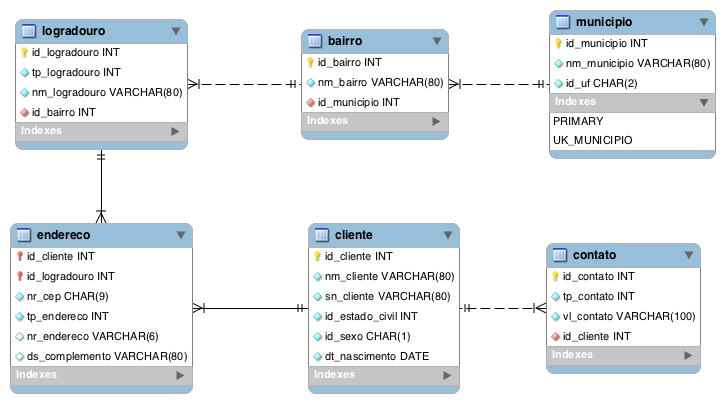 logradouro
id_logradouro INT
tp_logradouro INT
nm_logradouro VARCHAR(80)
id_bairro INT
Indexes
bairro
id_bairro INT
nm_bairro VARCHAR(80)
id_municipio INT
Indexes
municipio
id_municipio INT
nm_municipio VARCHAR(80)
id_uf CHAR(2)
Indexes
PRIMARY
UK_MUNICIPIO
endereco
id_cliente INT
id_logradouro INT
nr_cep CHAR(9)
tp_endereco INT
nr_endereco VARCHAR(6)
ds_complemento VARCHAR(80)
Indexes
cliente
id_cliente INT
nm_cliente VARCHAR(80)
sn_cliente VARCHAR(80)
id_estado_civil INT
id_sexo CHAR(1)
dt_nascimento DATE
Indexes
contato
id_contato INT
tp_contato INT
vl_contato VARCHAR(100)
id_cliente INT
Indexes